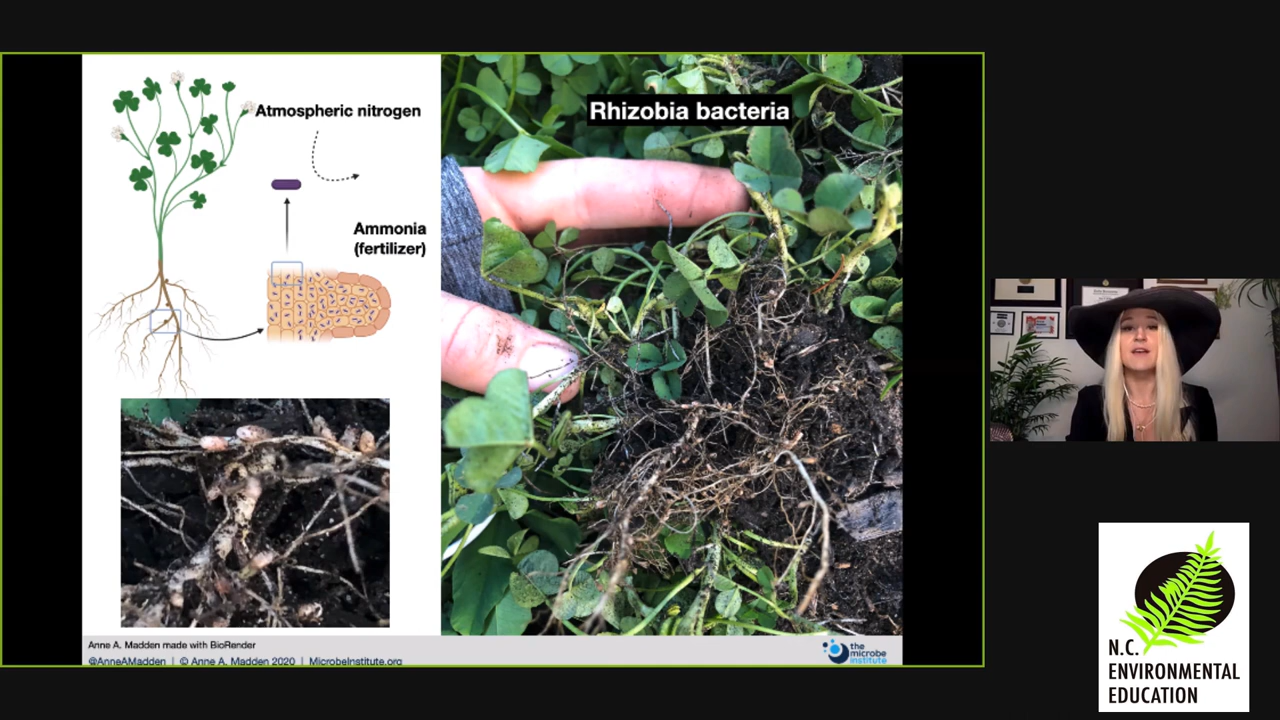 Atmospheric nitrogen
Ammonia
(fertilizer)
Rhizobia bacteria
Anne A. Madden made with BioRender
@AnneAMadden | © Anne A. Madden 2020 | MicrobeInstitute.org
the
microbe
institute
N.C.
ENVIRONMENTAL
EDUCATION